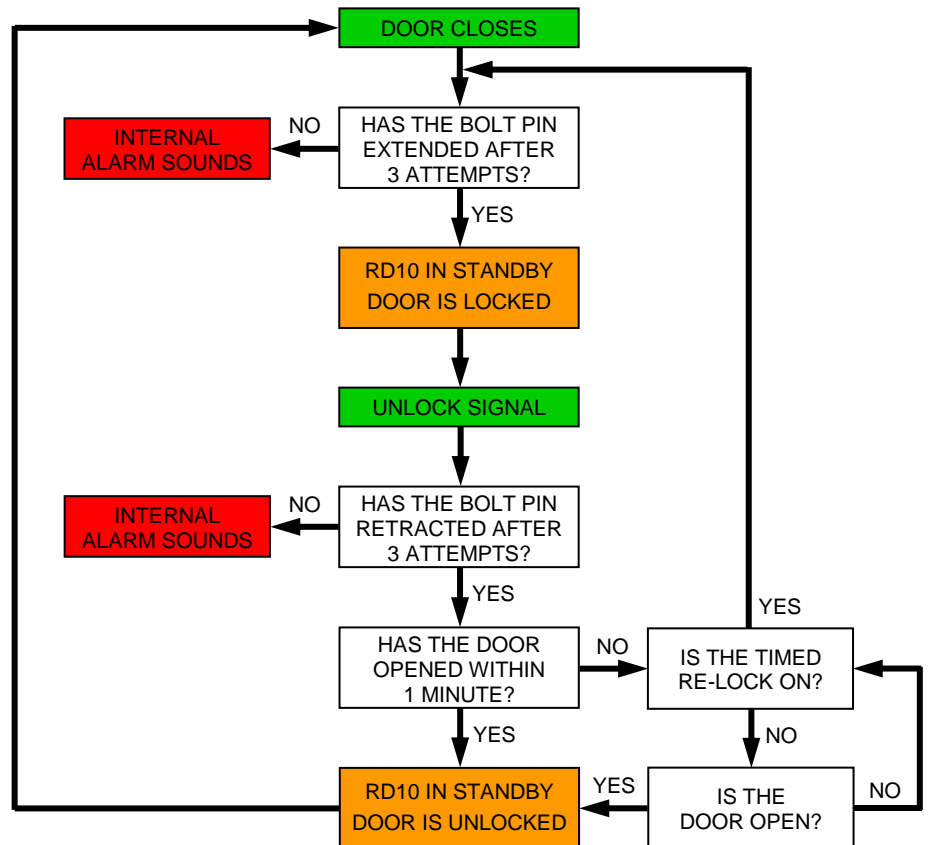 DOOR CLOSES
HAS THE BOLT PIN
EXTENDED AFTER
3 ATTEMPTS?
NO
INTERNAL
ALARM SOUNDS
YES
RD10 IN STANDBY
DOOR IS LOCKED
UNLOCK SIGNAL
HAS THE BOLT PIN
RETRACTED AFTER
3 ATTEMPTS?
NO
INTERNAL
ALARM SOUNDS
YES
HAS THE DOOR
OPENED WITHIN
1 MINUTE?
NO
IS THE TIMED
RE-LOCK ON?
YES
YES
NO
RD10 IN STANDBY
DOOR IS UNLOCKED
YES
IS THE
DOOR OPEN?
NO